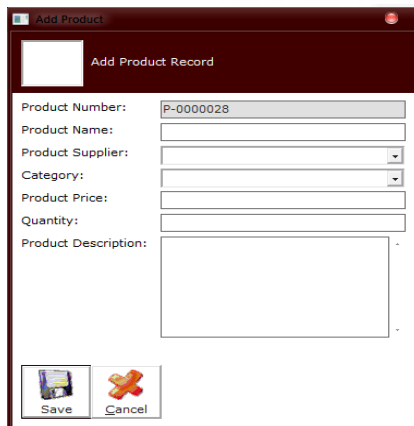 Add Product
Add Product Record
Product Number: P-0000028
Product Name:
Product Supplier:
Category:
Product Price:
Quantity:
Product Description:
Save Cancel